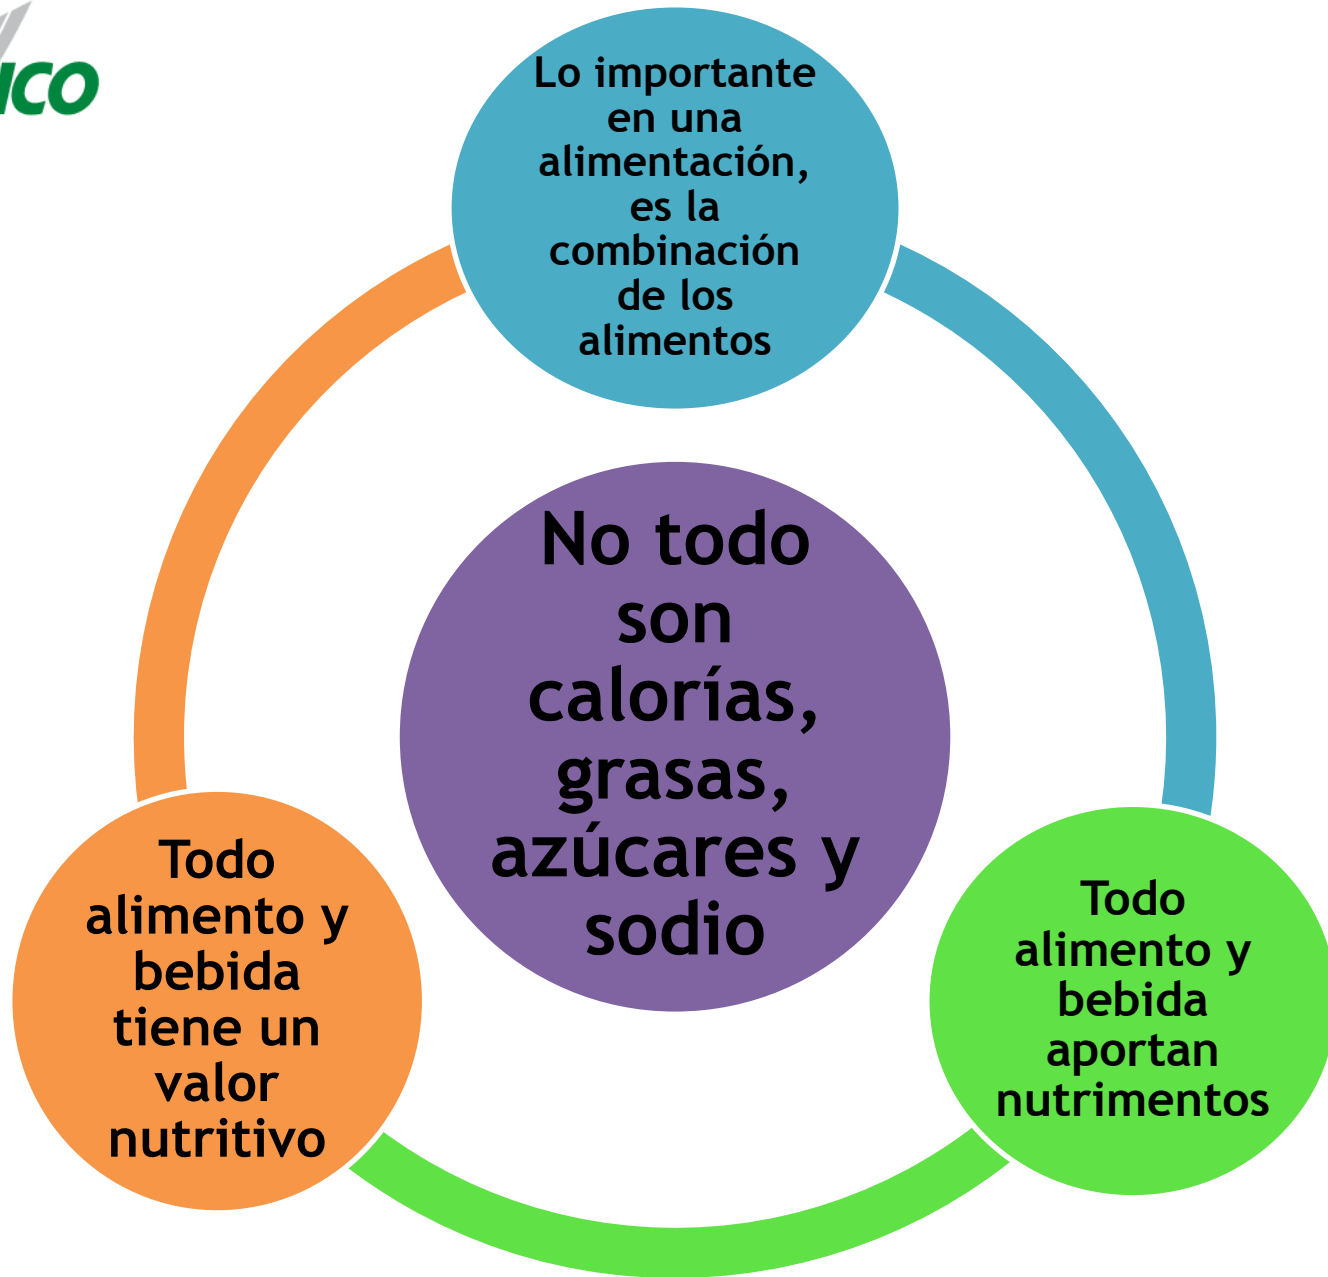 ICO
Lo importante
en una
alimentación,
es la
combinación
de los
alimentos
No todo
son
calorías,
grasas,
azúcares y
sodio
Todo
alimento y
bebida
tiene un
valor
nutritivo
Todo
alimento y
bebida
aportan
nutrimentos